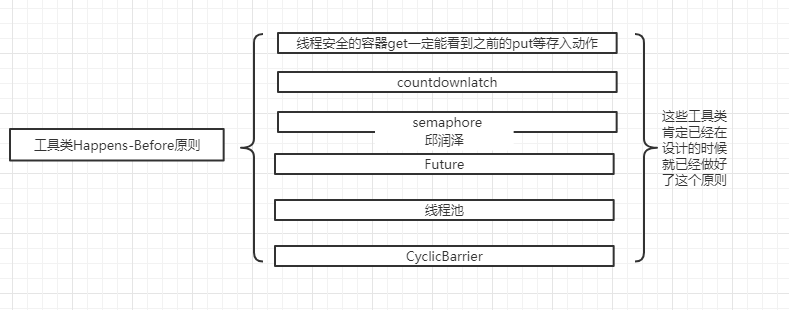 线程安全的容器get一定能看到之前的put等存入动作
countdownlatch
semaphore
邱润泽
工具类Happens-Before原则
Future
线程池
CyclicBarrier
这些工具类
肯定已经在
设计的时候
就已经做好
了这个原则